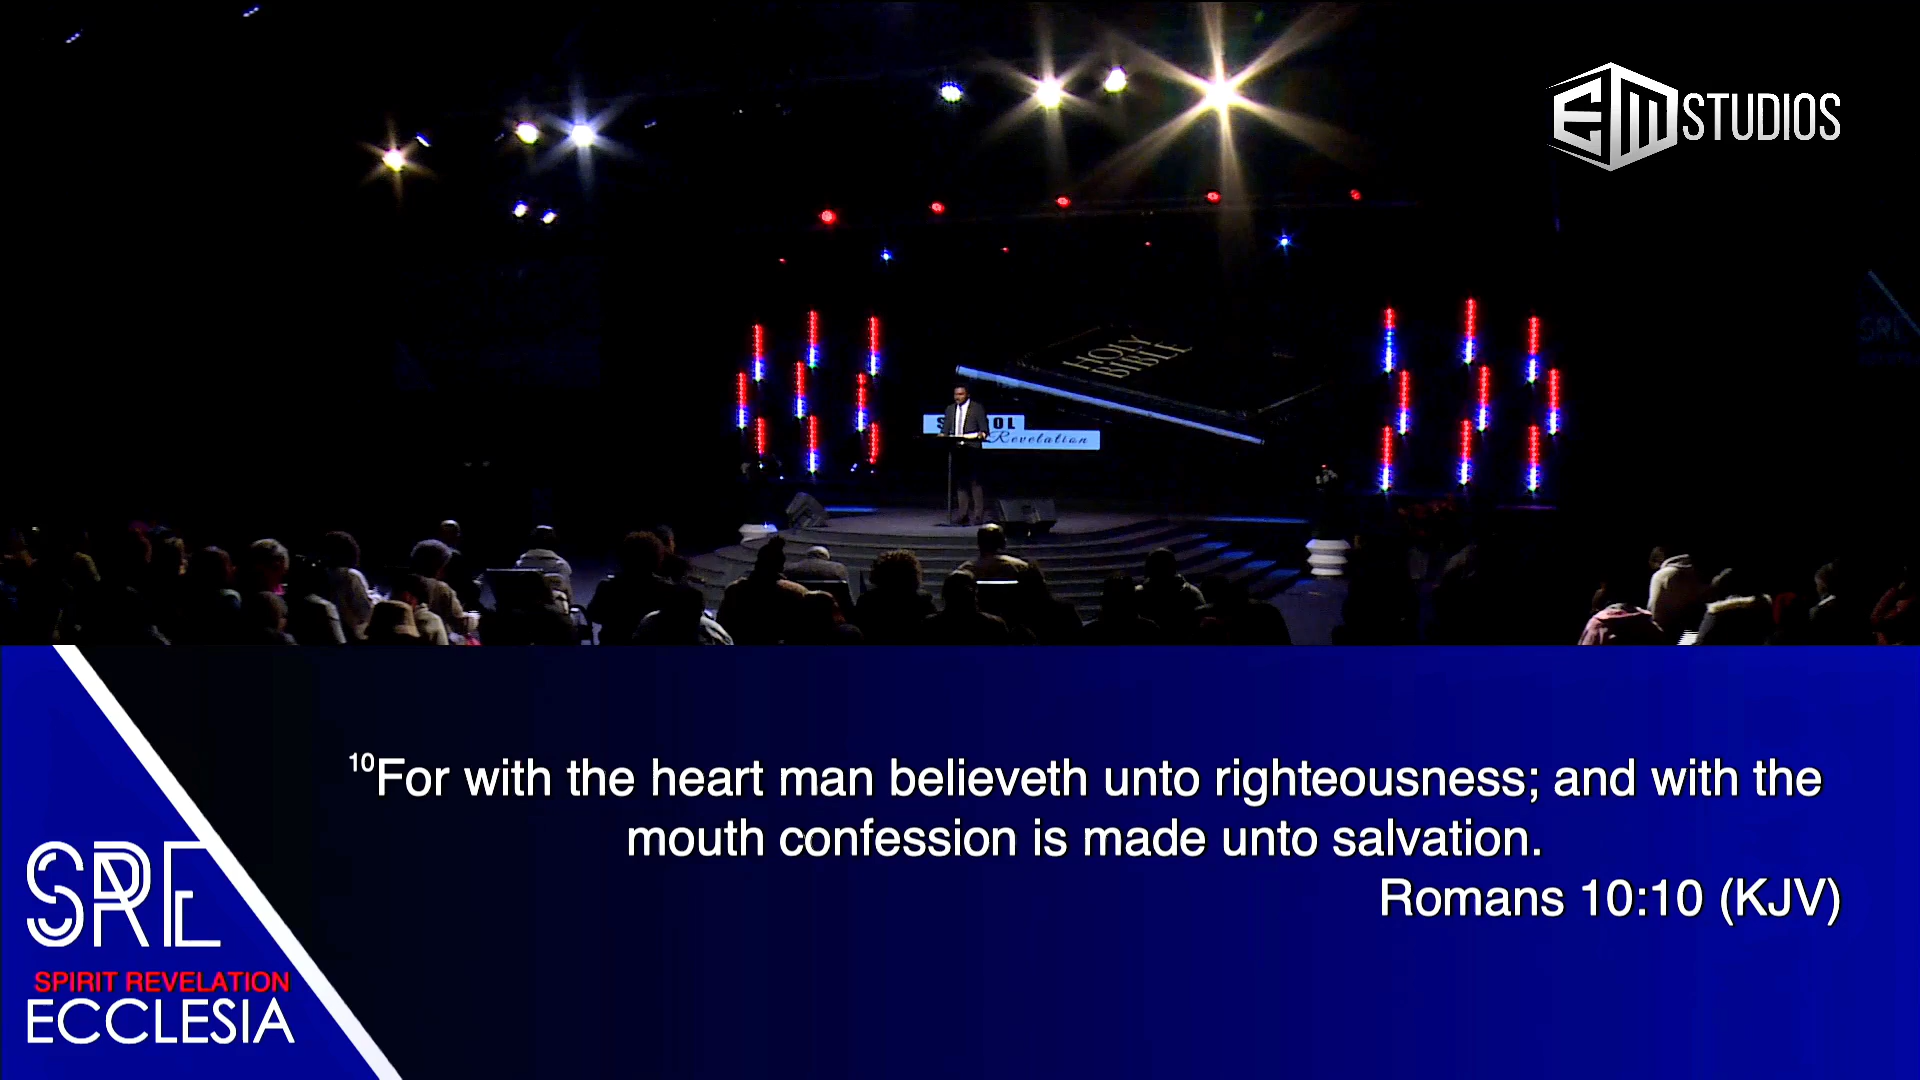 EM STUDIOS
HOLY
BIBLE
Revelation
¹⁰For with the heart man believeth unto righteousness; and with the
mouth confession is made unto salvation.
Romans 10:10 (KJV)
SRE
SPIRIT REVELATION
ECCLESIA